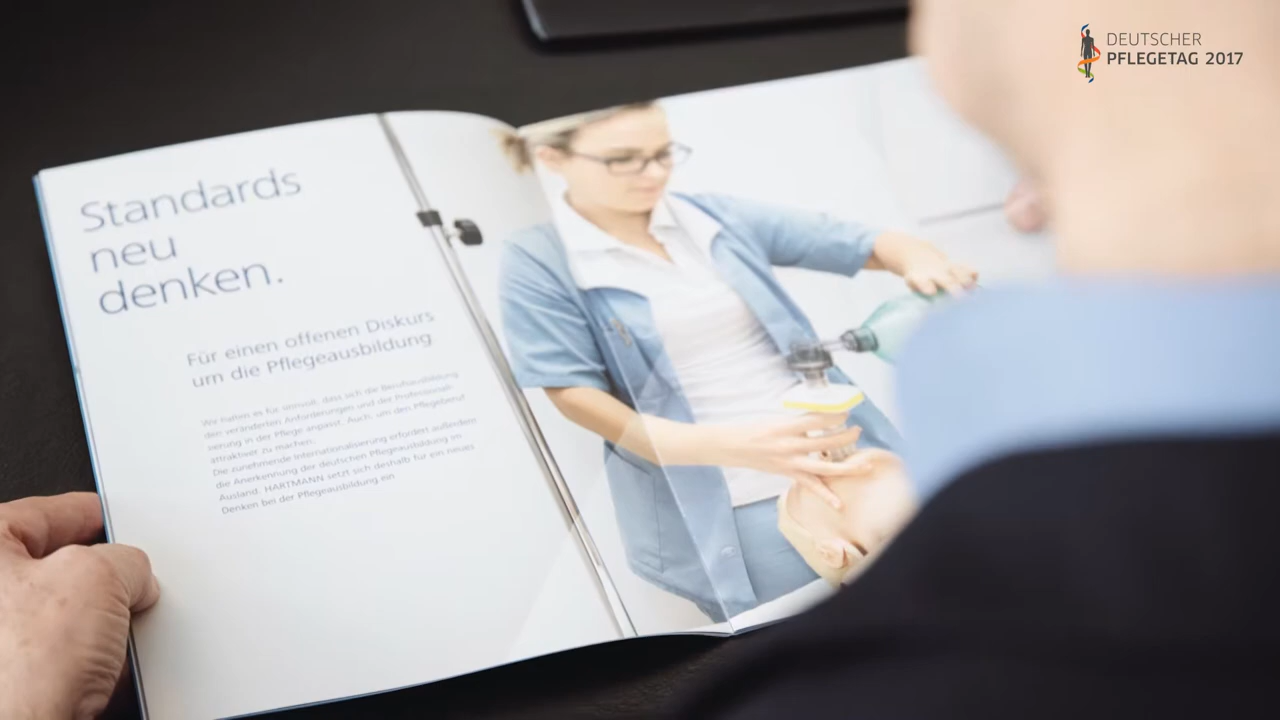 DEUTSCHER
PFLEGETAG 2017
Standards
neu
denken.
Für einen offenen Diskurs
um die Pflegeausbildung.
Wir halten es für sinnvoll, dass sich die Berufsausbildung
den veränderten Anforderungen und der Professionali-
sierung in der Pflege anpasst. Auch, um den Pflegeberuf
attraktiver zu machen.
Die zunehmende Internationalisierung erfordert außerdem
die Anerkennung der deutschen Pflegeausbildung im
Ausland. HARTMANN setzt sich deshalb für ein neues
Denken bei der Pflegeausbildung ein